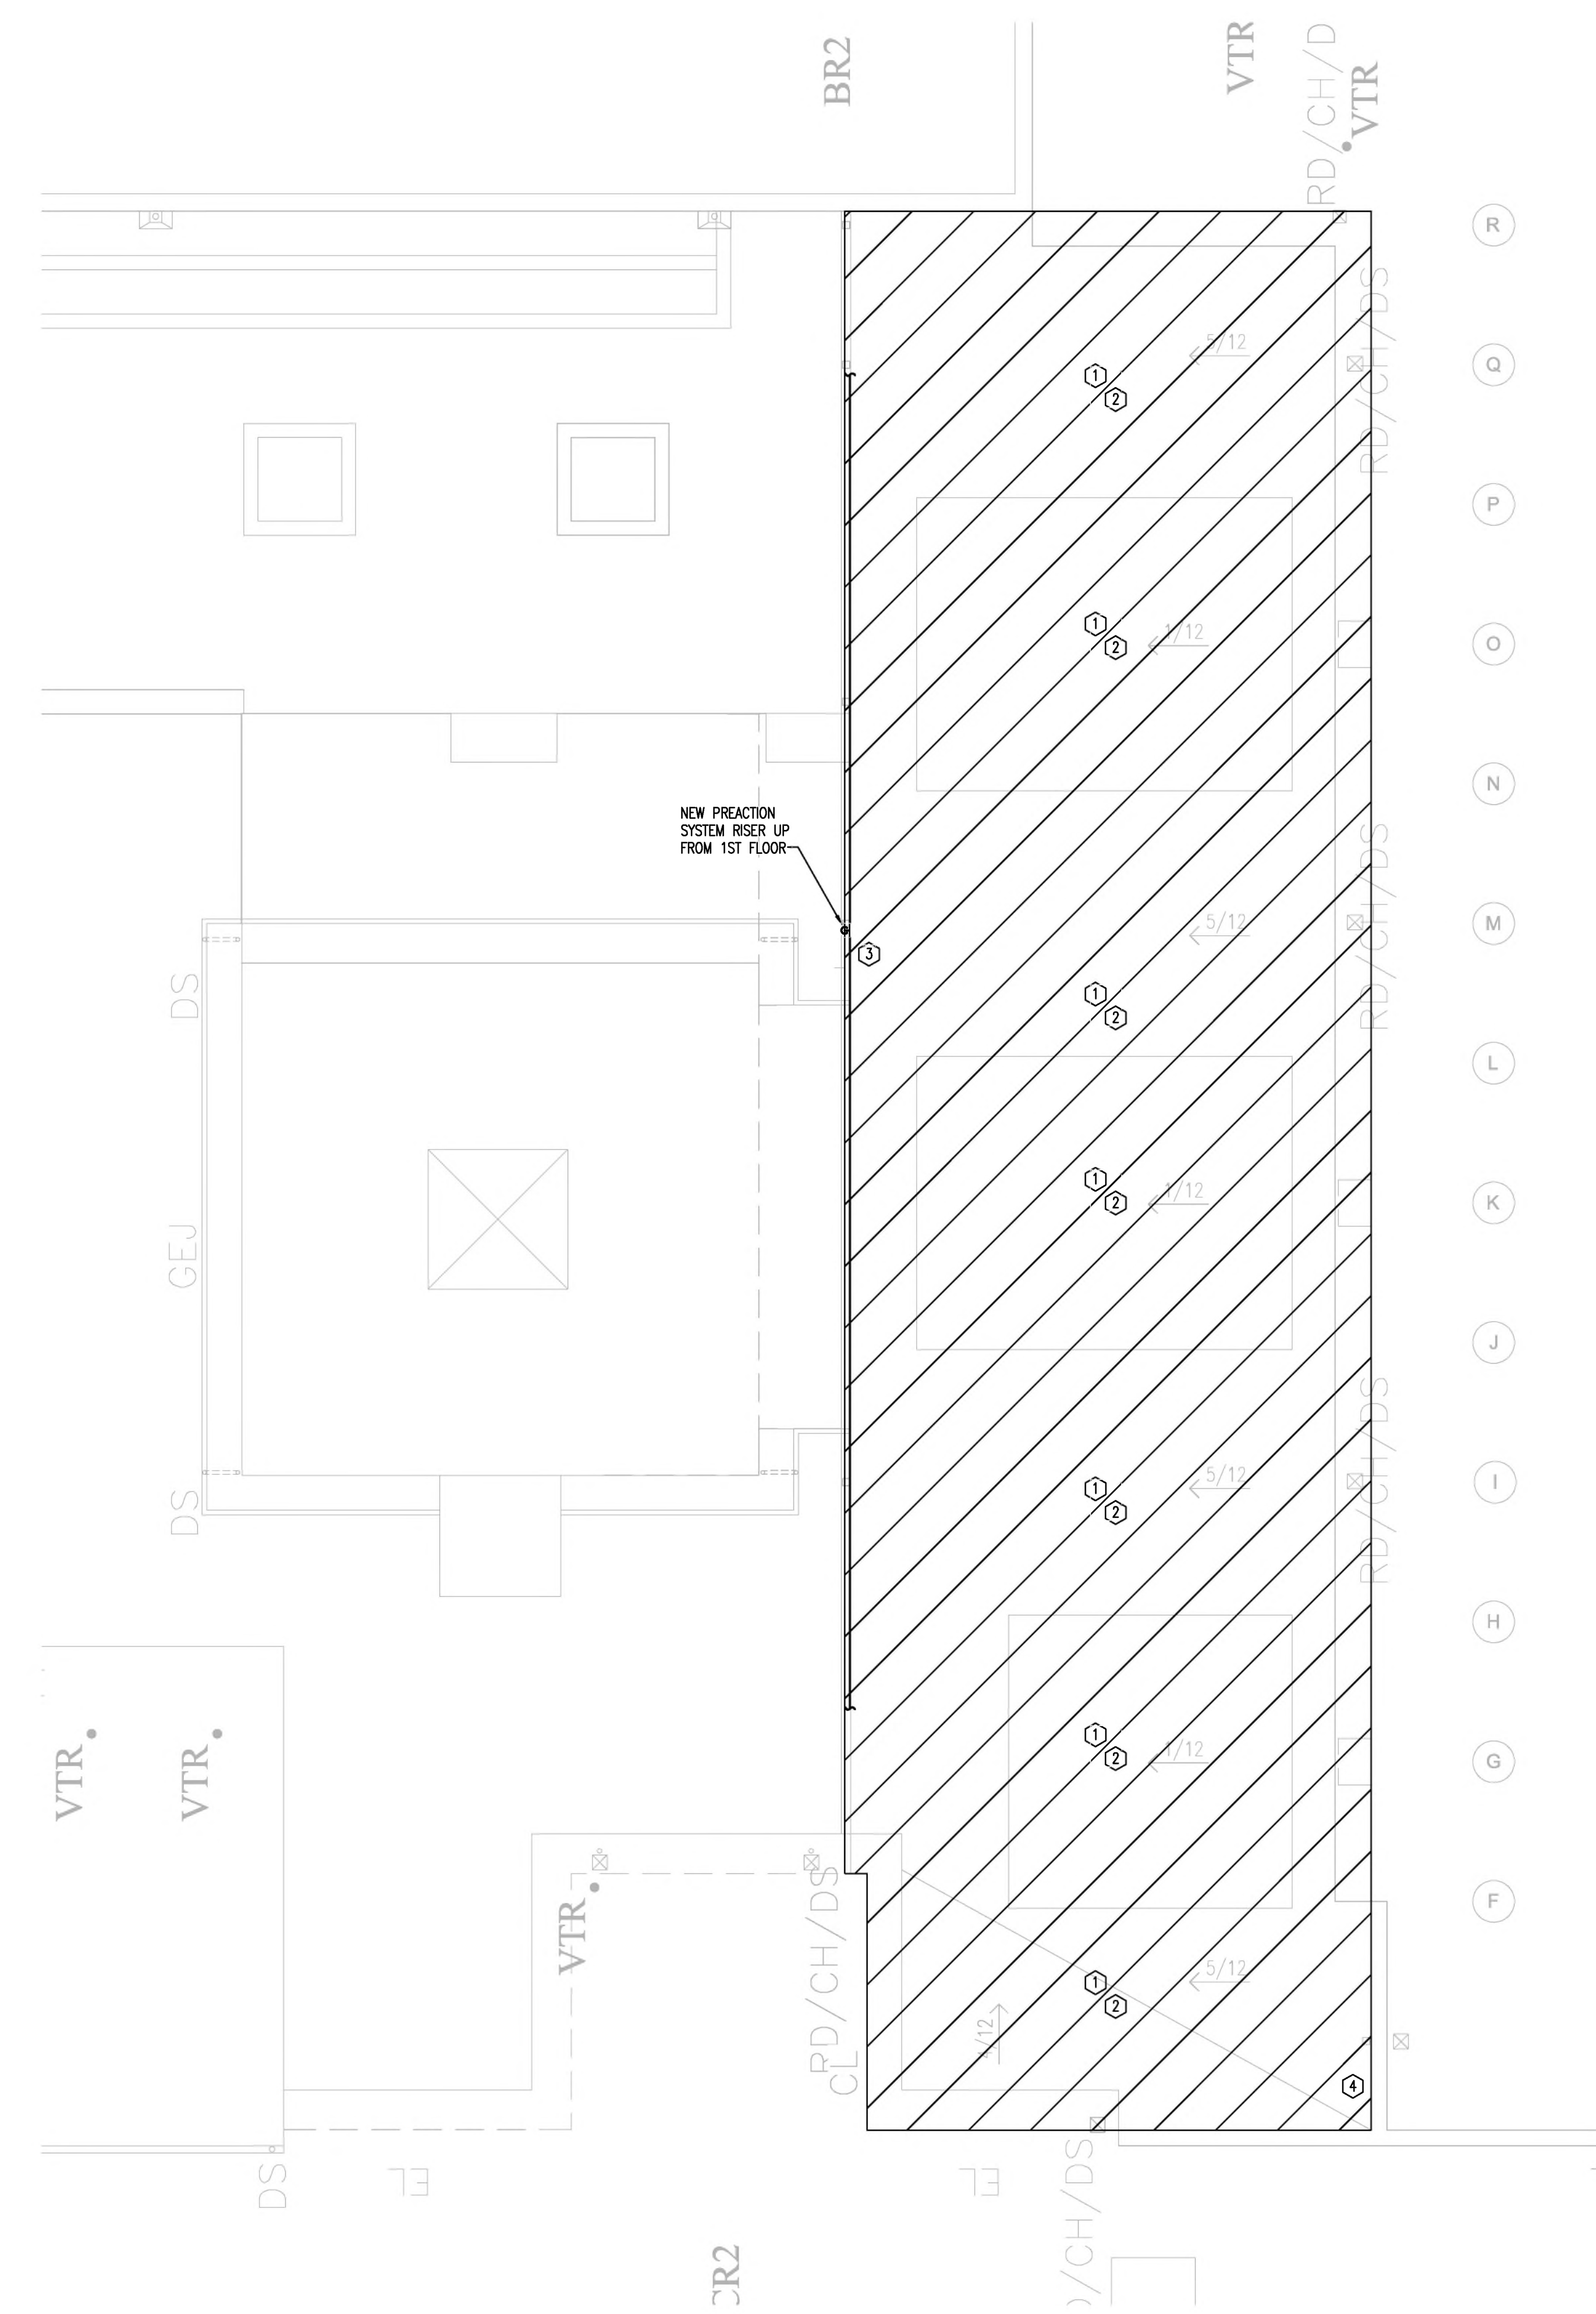 BR2
VTR
RD/CH/D
VTR
R
RD/CH/DS
5/12
Q
1
2
P
1
2
1/12
O
N
NEW PREACTION
SYSTEM RISER UP
FROM 1ST FLOOR
RD/CH/DS
5/12
M
3
DS
1
2
L
1
2
1/12
K
GEJ
J
RD/CH/DS
5/12
I
1
2
DS
H
VTR
VTR
1
2
1/12
G
VTR
RD/CH/DS
CL
F
1
2
5/12
4/12
4
DS
EL
EL
D/CH/DS
CR2